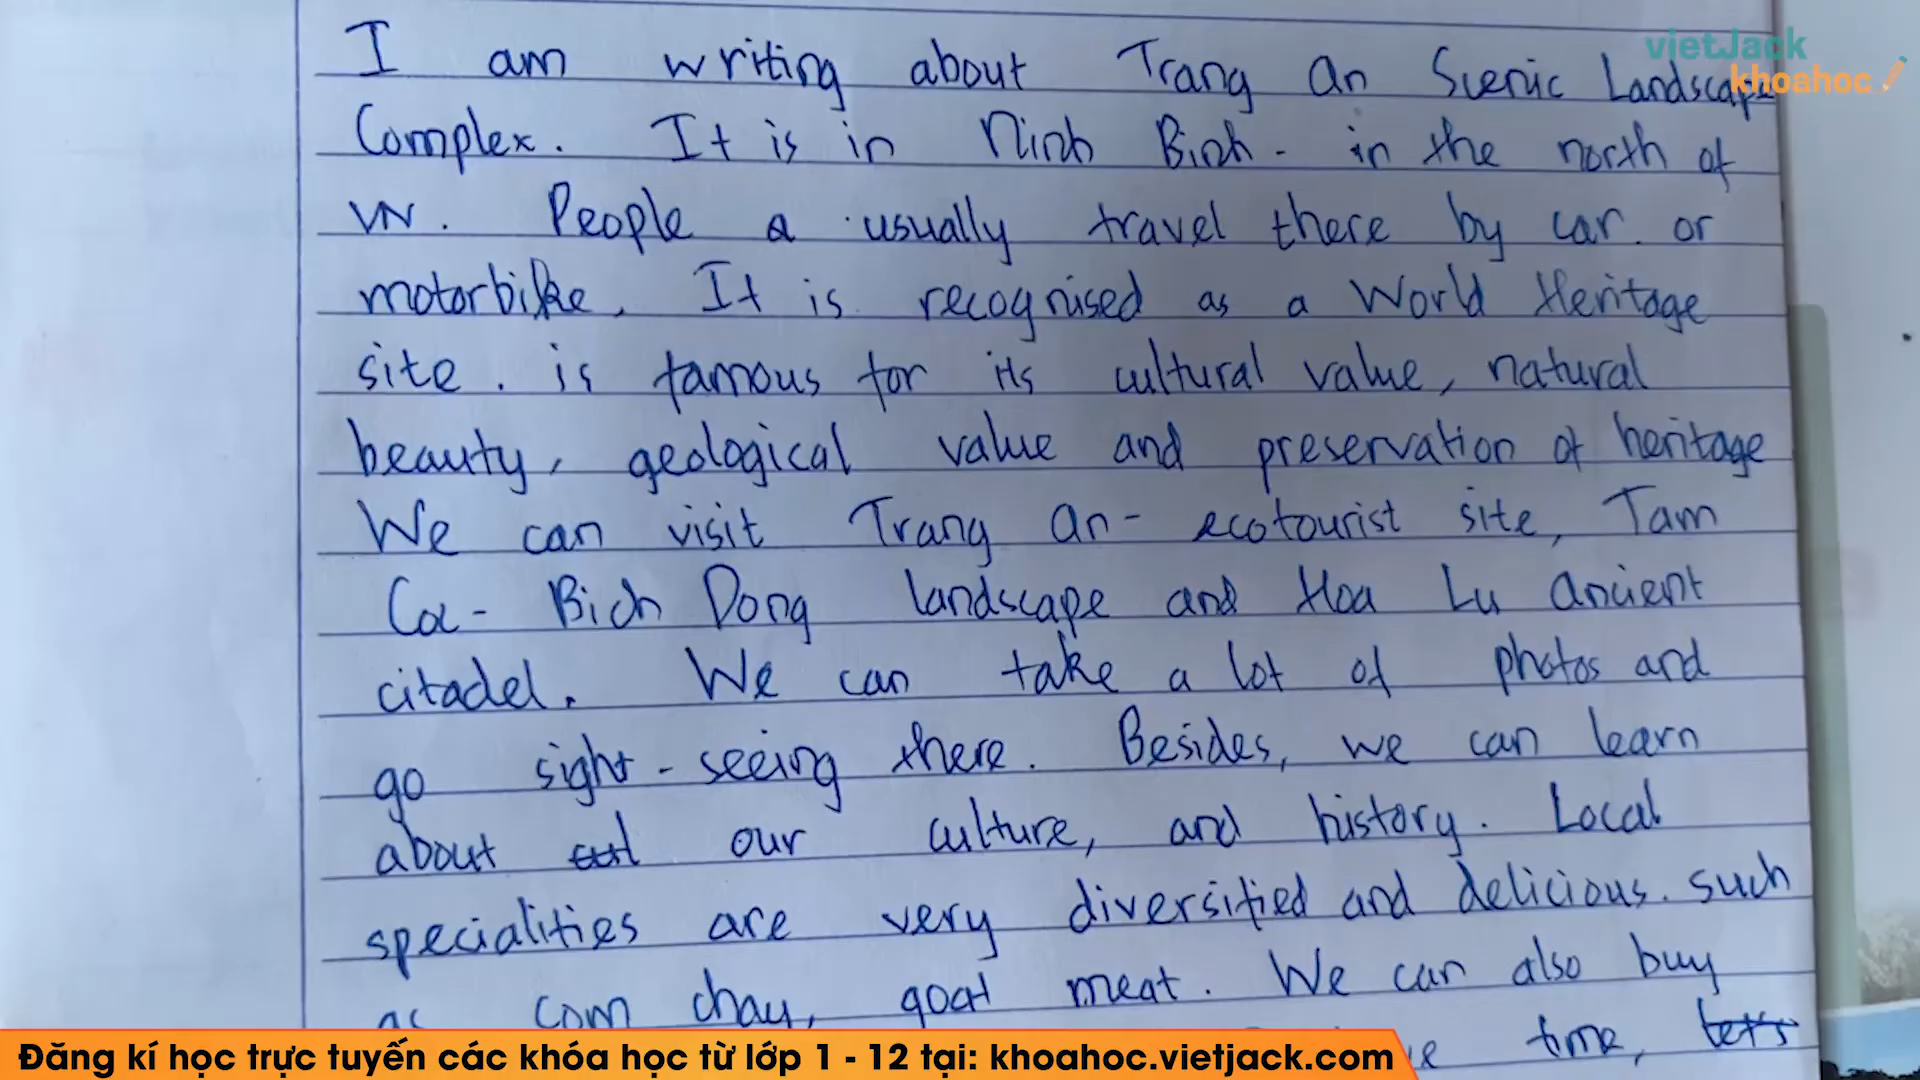 vietJack
khoahoc
I am writing about Trang An Scenic Landscape
Complex. It is in Ninh Binh - in the north of
VN. People a usually travel there by car. or
motorbike. It is recognised as a World Heritage
site. is famous for its cultural value, natural
beauty, geological value and preservation of heritage
We can visit Trang An- ecotourist site, Tam
Coc- Bich Dong landscape and Hoa Lu Ancient
citadel. We can take a lot of photos and
go sight-seeing there. Besides, we can learn
about our culture, and history. Local
specialities are very diversified and delicious. such
as com chay, goat meat. We can also buy
time, let's
Đăng kí học trực tuyến các khóa học từ lớp 1 - 12 tại: khoahoc.vietjack.com